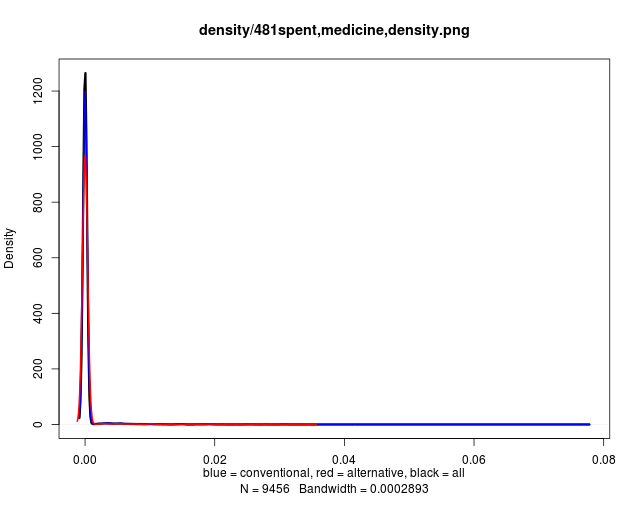 density/481spent,medicine,density.png
Density
1200
1000
800
600
400
200
0
0.00 0.02 0.04 0.06 0.08
blue = conventional, red = alternative, black = all
N = 9456 Bandwidth = 0.0002893